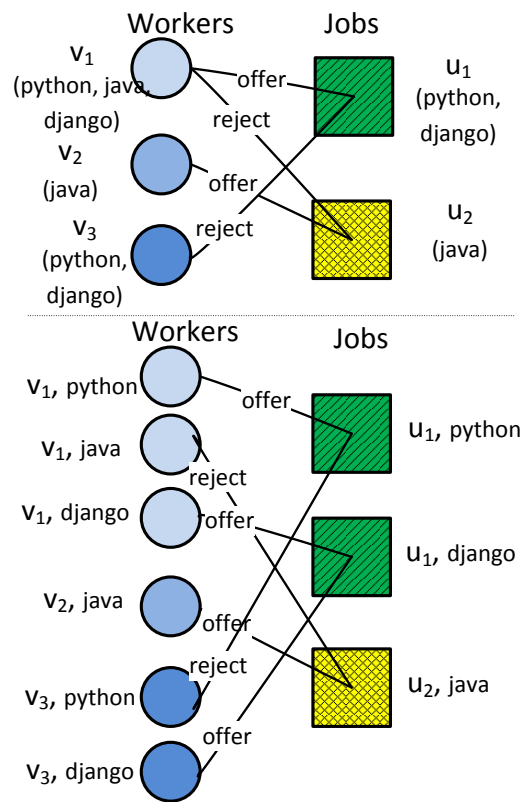 Workers
Jobs
v1
(python, java,
django)
offer
u1
(python,
django)
reject
v2
(java)
offer
u2
(java)
v3
(python,
django)
reject
Workers
Jobs
v1, python
offer
u1, python
v1, java
reject
v1, django
offer
u1, django
v2, java
offer
u2, java
reject
v3, python
offer
v3, django